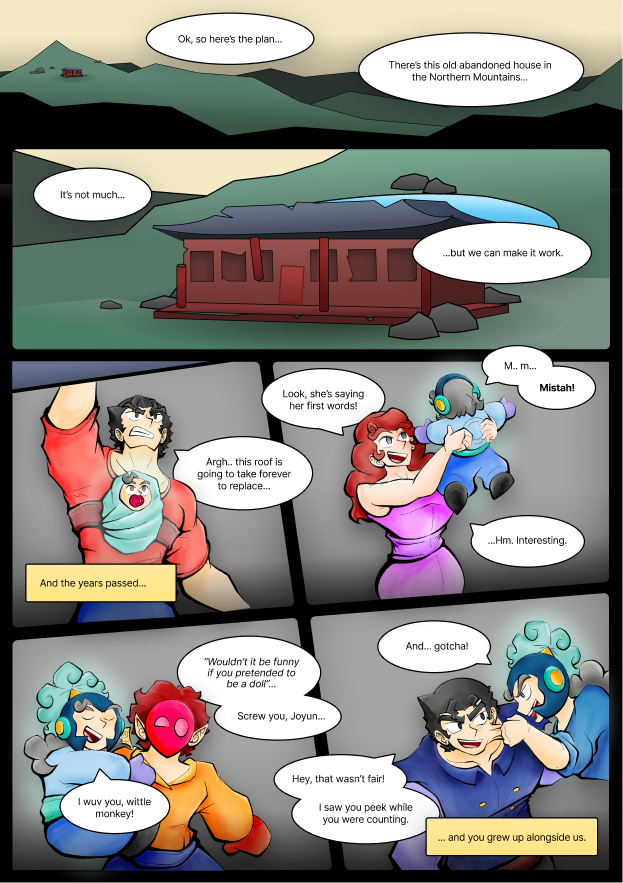 Ok, so here's the plan...
There's this old abandoned house in
the Northern Mountains...
It's not much...
...but we can make it work.
Argh.. this roof is
going to take forever
to replace...
And the years passed...
Look, she's saying
her first words!
M.. m...
Mistah!
...Hm. Interesting.
"Wouldn't it be funny
if you pretended to
be a doll"...
Screw you, Joyun...
I wuv you, wittle
monkey!
And... gotcha!
Hey, that wasn't fair!
I saw you peek while
you were counting.
... and you grew up alongside us.